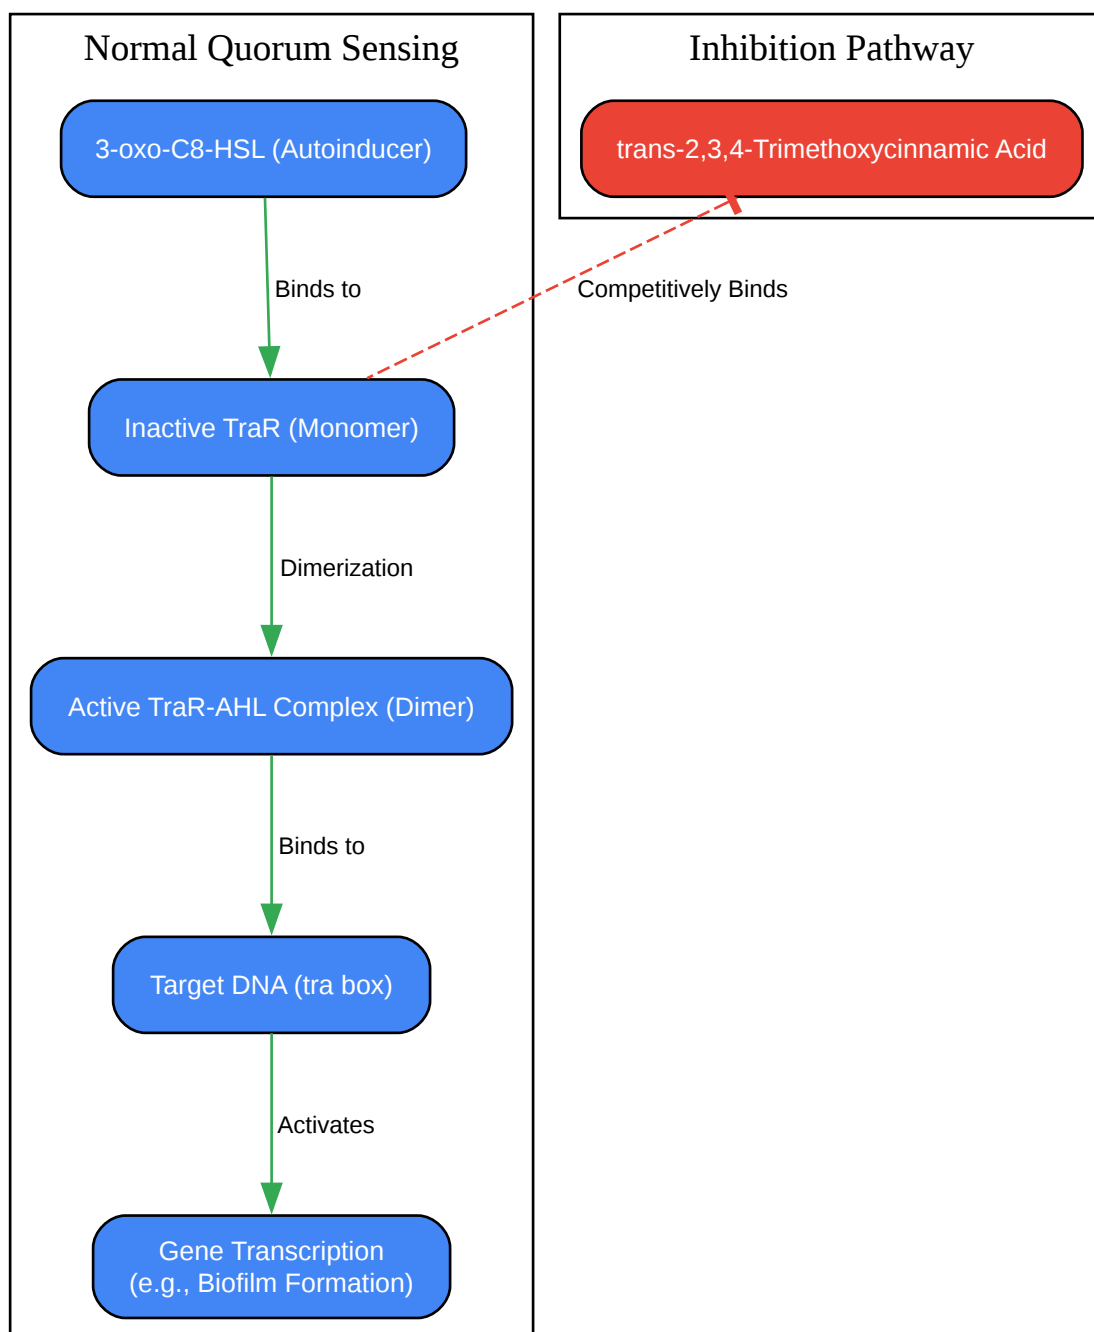 Normal Quorum Sensing
3-oxo-C8-HSL (Autoinducer)
Binds to
Inactive TraR (Monomer)
Dimerization
Active TraR-AHL Complex (Dimer)
Binds to
Target DNA (tra box)
Activates
Gene Transcription
(e.g., Biofilm Formation)
Inhibition Pathway
trans-2,3,4-Trimethoxycinnamic Acid
Competitively Binds